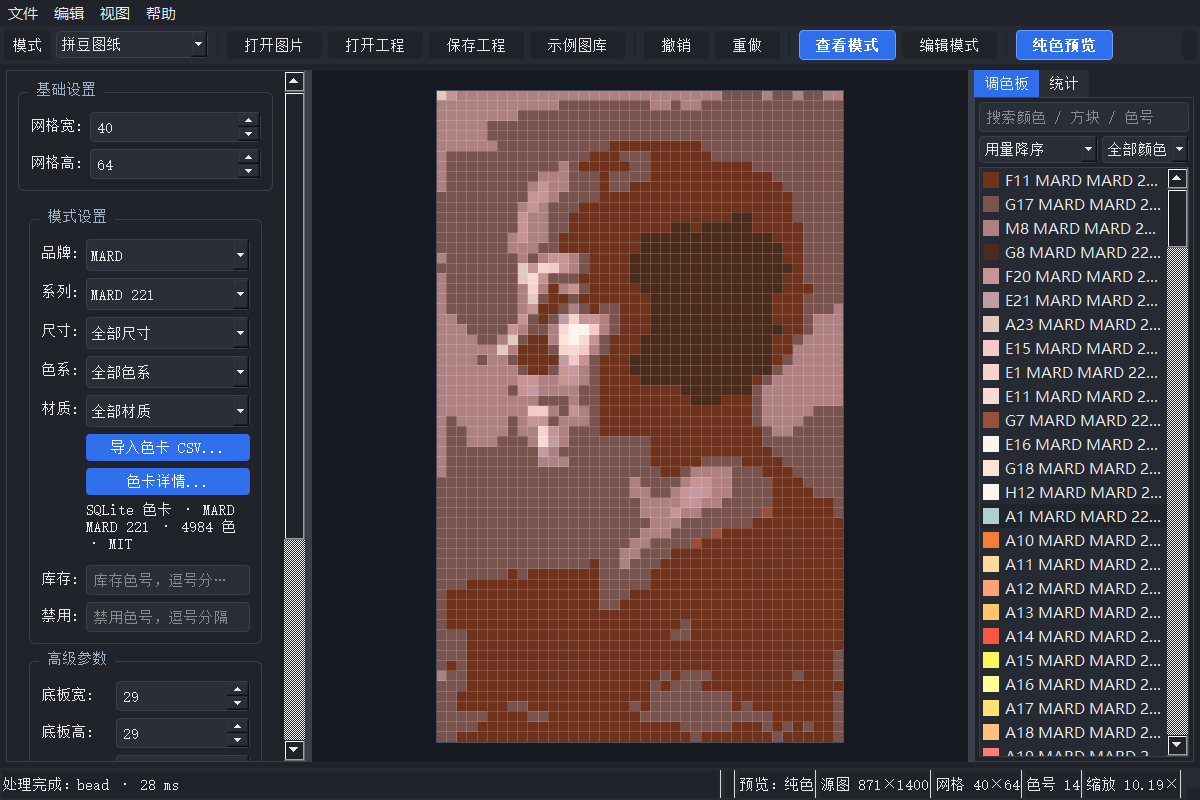 文件 编辑 视图 帮助
模式 拼豆图纸 打开图片 打开工程 保存工程 示例图库 撤销 重做 查看模式 编辑模式 纯色预览
基础设置
网格宽: 40
网格高: 64
模式设置
品牌: MARD
系列: MARD 221
尺寸: 全部尺寸
色系: 全部色系
材质: 全部材质
导入色卡 CSV...
色卡详情...
SQLite 色卡 · MARD
MARD 221 · 4984 色
· MIT
库存: 库存色号，逗号分…
禁用: 禁用色号，逗号分隔
高级参数
底板宽: 29
底板高: 29
调色板 统计
搜索颜色 / 方块 / 色号
用量降序 全部颜色
F11 MARD MARD 2...
G17 MARD MARD 2...
M8 MARD MARD 2...
G8 MARD MARD 22...
F20 MARD MARD 2...
E21 MARD MARD 2...
A23 MARD MARD 2...
E15 MARD MARD 2...
E1 MARD MARD 22...
E11 MARD MARD 2...
G7 MARD MARD 22...
E16 MARD MARD 2...
G18 MARD MARD 2...
H12 MARD MARD 2...
A1 MARD MARD 22...
A10 MARD MARD 2...
A11 MARD MARD 2...
A12 MARD MARD 2...
A13 MARD MARD 2...
A14 MARD MARD 2...
A15 MARD MARD 2...
A16 MARD MARD 2...
A17 MARD MARD 2...
A18 MARD MARD 2...
A19 MARD MARD 2...
处理完成: bead · 28 ms 预览: 纯色 源图 871×1400 网格 40×64 色号 14 缩放 10.19×